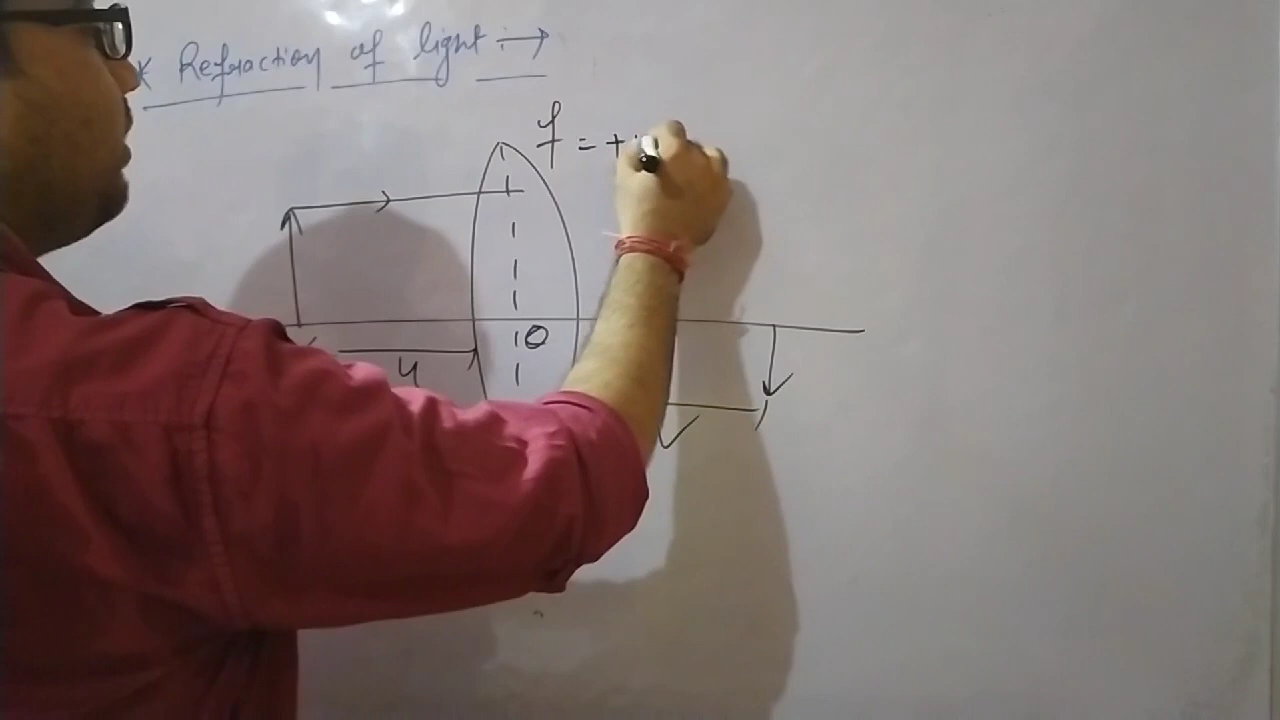 * Refraction of light :→
f = +
O
u
v